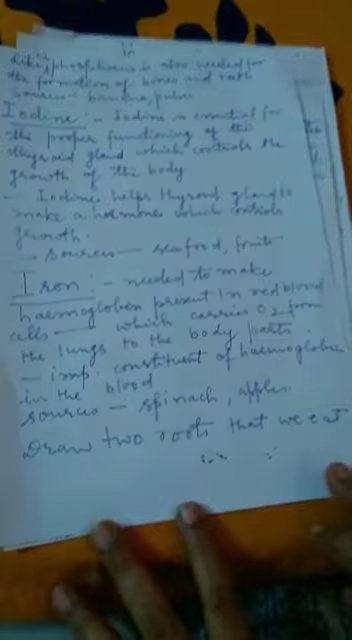 phosphorus is also needed for
the formation of bones and teeth
sources - banana, pulse
Iodine :- Iodine is essential for
the proper functioning of the
thyroid gland which controls the
growth of the body
- Iodine helps thyroid gland to
make a hormones which controls
growth.
- sources - seafood, fruits
Iron :- needed to make
haemoglobin present in red blood
cells - which carries O2 from
the lungs to the body parts.
- imp. constituent of haemoglobin
in the blood
sources - spinach, apples.
Draw two roots that we eat